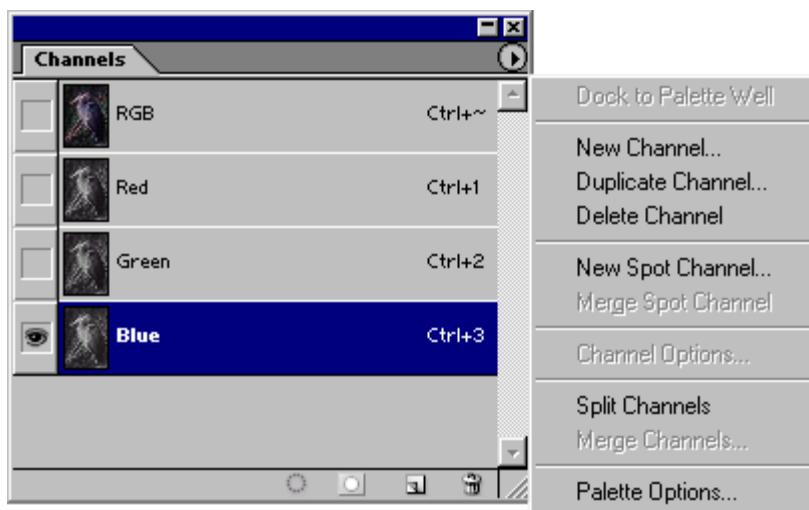 Channels
RGB Ctrl+~
Red Ctrl+1
Green Ctrl+2
Blue Ctrl+3
Dock to Palette Well
New Channel...
Duplicate Channel...
Delete Channel
New Spot Channel...
Merge Spot Channel
Channel Options...
Split Channels
Merge Channels...
Palette Options...